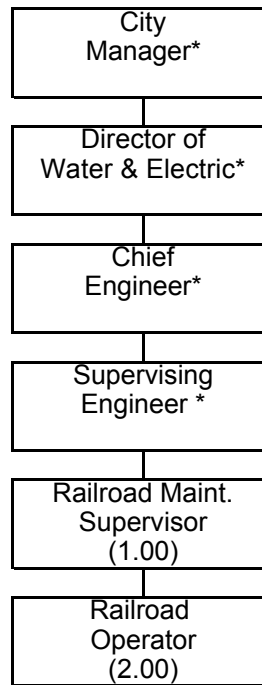 City
Manager*
Director of
Water & Electric*
Chief
Engineer*
Supervising
Engineer *
Railroad Maint.
Supervisor
(1.00)
Railroad
Operator
(2.00)